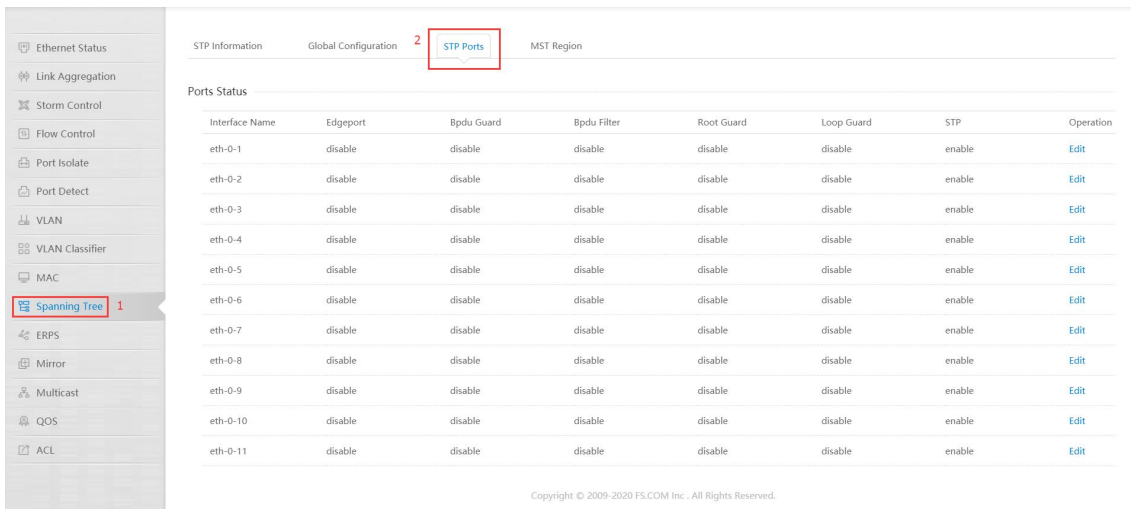 Ethernet Status
Link Aggregation
Storm Control
Flow Control
Port Isolate
Port Detect
VLAN
VLAN Classifier
MAC
Spanning Tree 1
ERPS
Mirror
Multicast
QOS
ACL
STP Information Global Configuration 2 STP Ports MST Region
Ports Status
Interface Name Edgeport Bpdu Guard Bpdu Filter Root Guard Loop Guard STP Operation
eth-0-1 disable disable disable disable disable enable Edit
eth-0-2 disable disable disable disable disable enable Edit
eth-0-3 disable disable disable disable disable enable Edit
eth-0-4 disable disable disable disable disable enable Edit
eth-0-5 disable disable disable disable disable enable Edit
eth-0-6 disable disable disable disable disable enable Edit
eth-0-7 disable disable disable disable disable enable Edit
eth-0-8 disable disable disable disable disable enable Edit
eth-0-9 disable disable disable disable disable enable Edit
eth-0-10 disable disable disable disable disable enable Edit
eth-0-11 disable disable disable disable disable enable Edit
Copyright © 2009-2020 FS.COM Inc . All Rights Reserved.